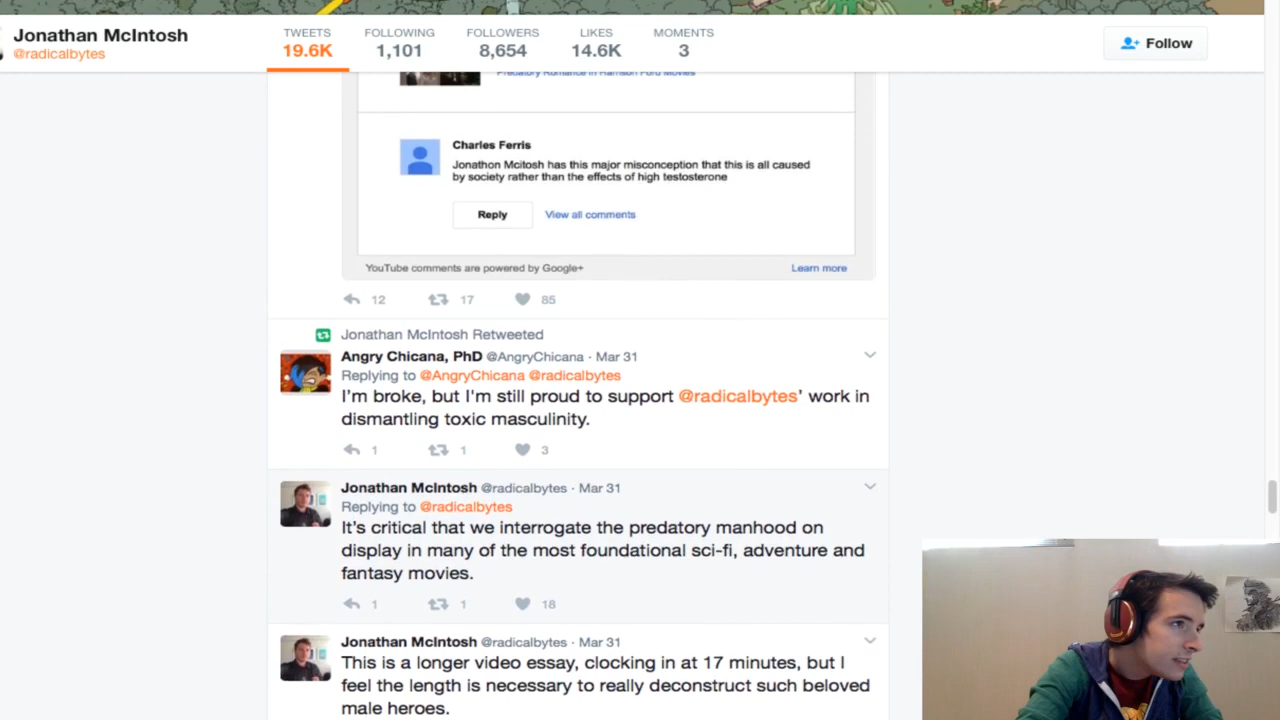 Jonathan McIntosh
@radicalbytes
TWEETS
19.6K
FOLLOWING
1,101
FOLLOWERS
8,654
LIKES
14.6K
MOMENTS
3
Follow
Predatory Romance in Harrison Ford Movies
Charles Ferris
Jonathon Mcitosh has this major misconception that this is all caused
by society rather than the effects of high testosterone
Reply View all comments
YouTube comments are powered by Google+ Learn more
12 17 85
Jonathan McIntosh Retweeted
Angry Chicana, PhD @AngryChicana · Mar 31
Replying to @AngryChicana @radicalbytes
I'm broke, but I'm still proud to support @radicalbytes' work in
dismantling toxic masculinity.
1 1 3
Jonathan McIntosh @radicalbytes · Mar 31
Replying to @radicalbytes
It's critical that we interrogate the predatory manhood on
display in many of the most foundational sci-fi, adventure and
fantasy movies.
1 1 18
Jonathan McIntosh @radicalbytes · Mar 31
This is a longer video essay, clocking in at 17 minutes, but I
feel the length is necessary to really deconstruct such beloved
male heroes.